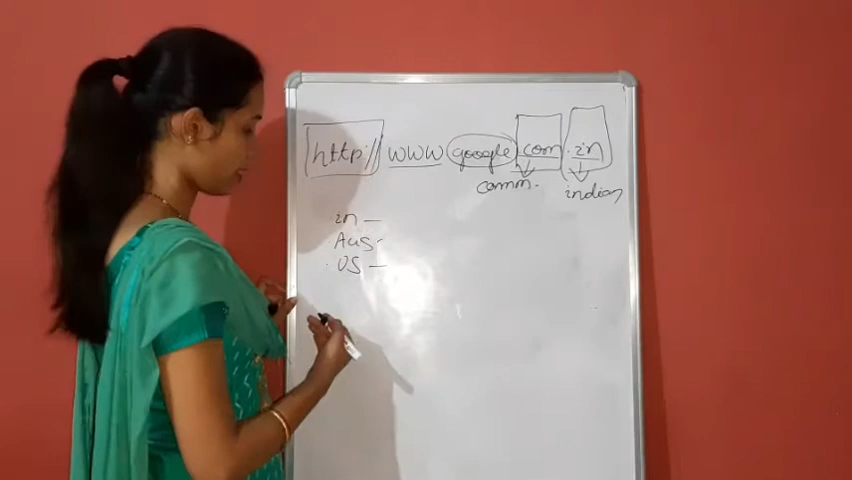 http:// www google com .in
comm. indian
in —
Aus -
US —